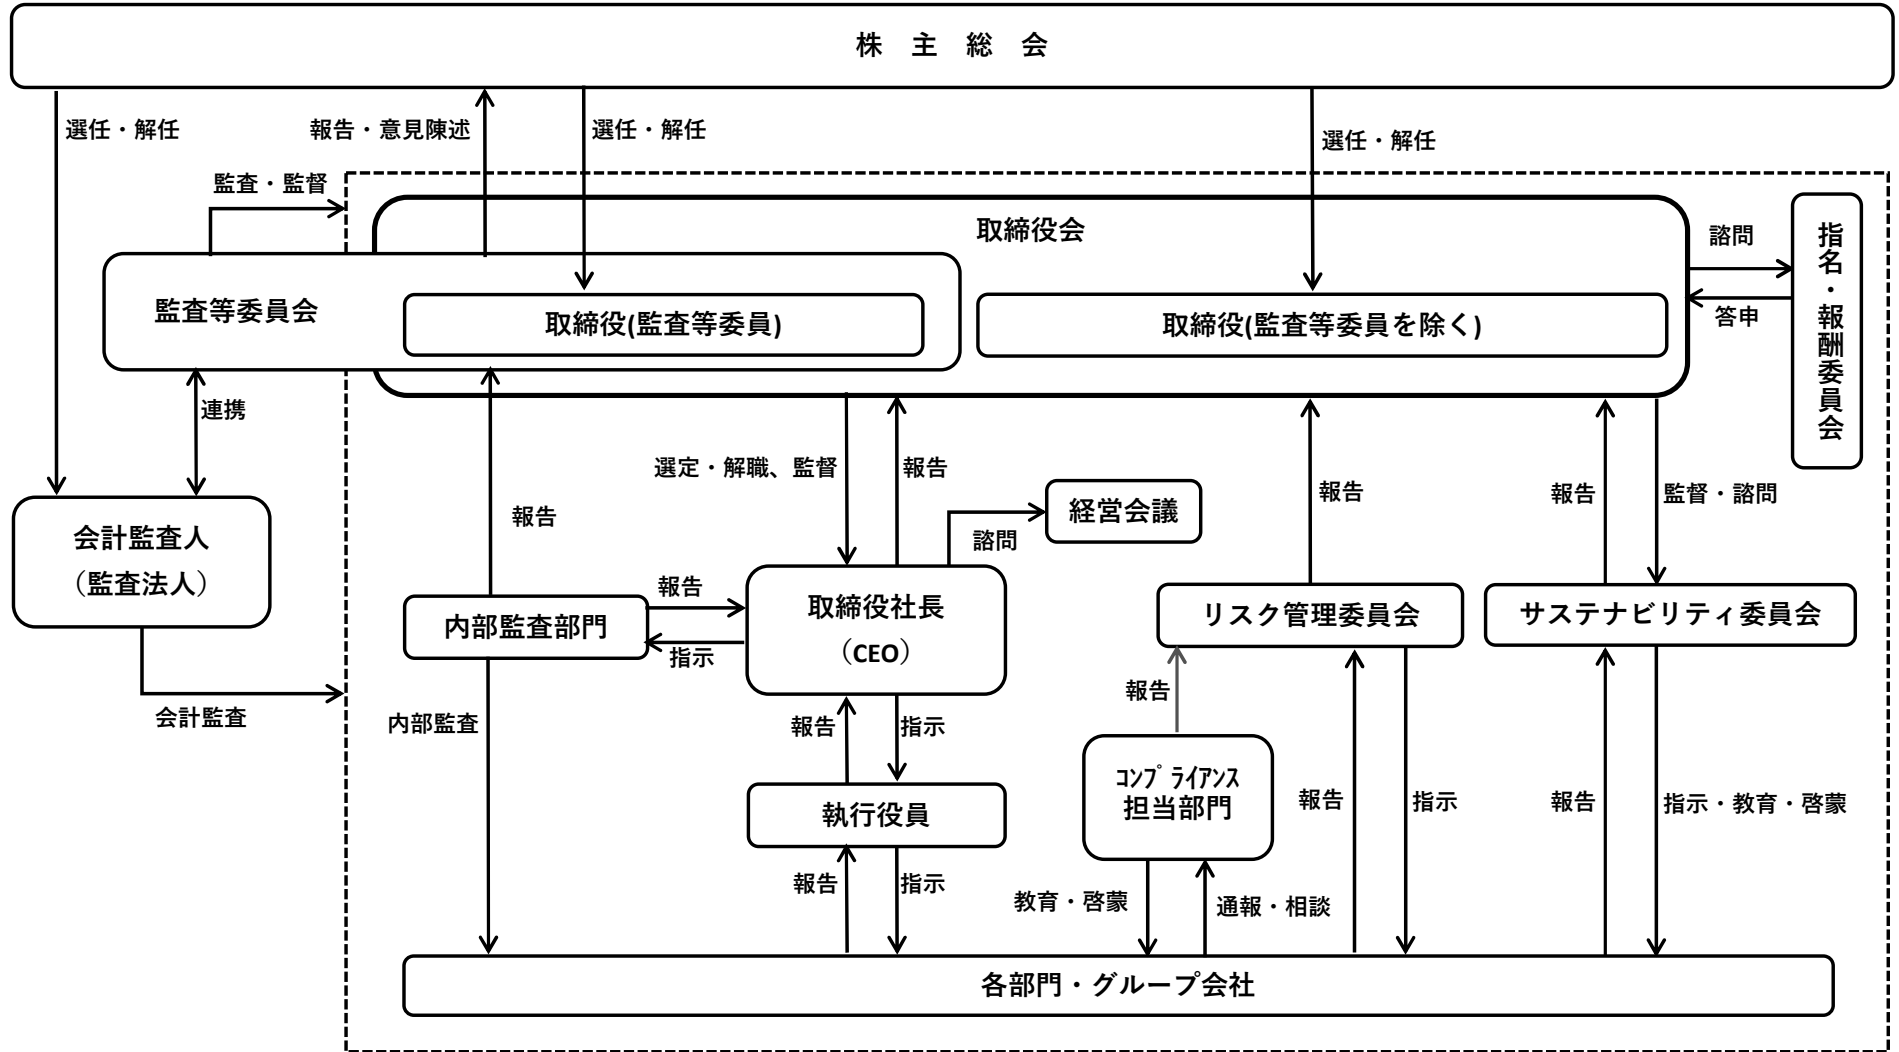 株 主 総 会
選任・解任
報告・意見陳述
選任・解任
選任・解任
監査・監督
取締役会
諮問
答申
指名・報酬委員会
監査等委員会
取締役(監査等委員)
取締役(監査等委員を除く)
連携
選定・解職、監督
報告
報告
諮問
経営会議
報告
報告
監督・諮問
会計監査人
（監査法人）
会計監査
内部監査部門
報告
指示
取締役社長
（CEO）
リスク管理委員会
サステナビリティ委員会
内部監査
報告
指示
報告
コンプライアンス
担当部門
執行役員
報告
指示
報告
指示・教育・啓蒙
報告
指示
教育・啓蒙
通報・相談
各部門・グループ会社